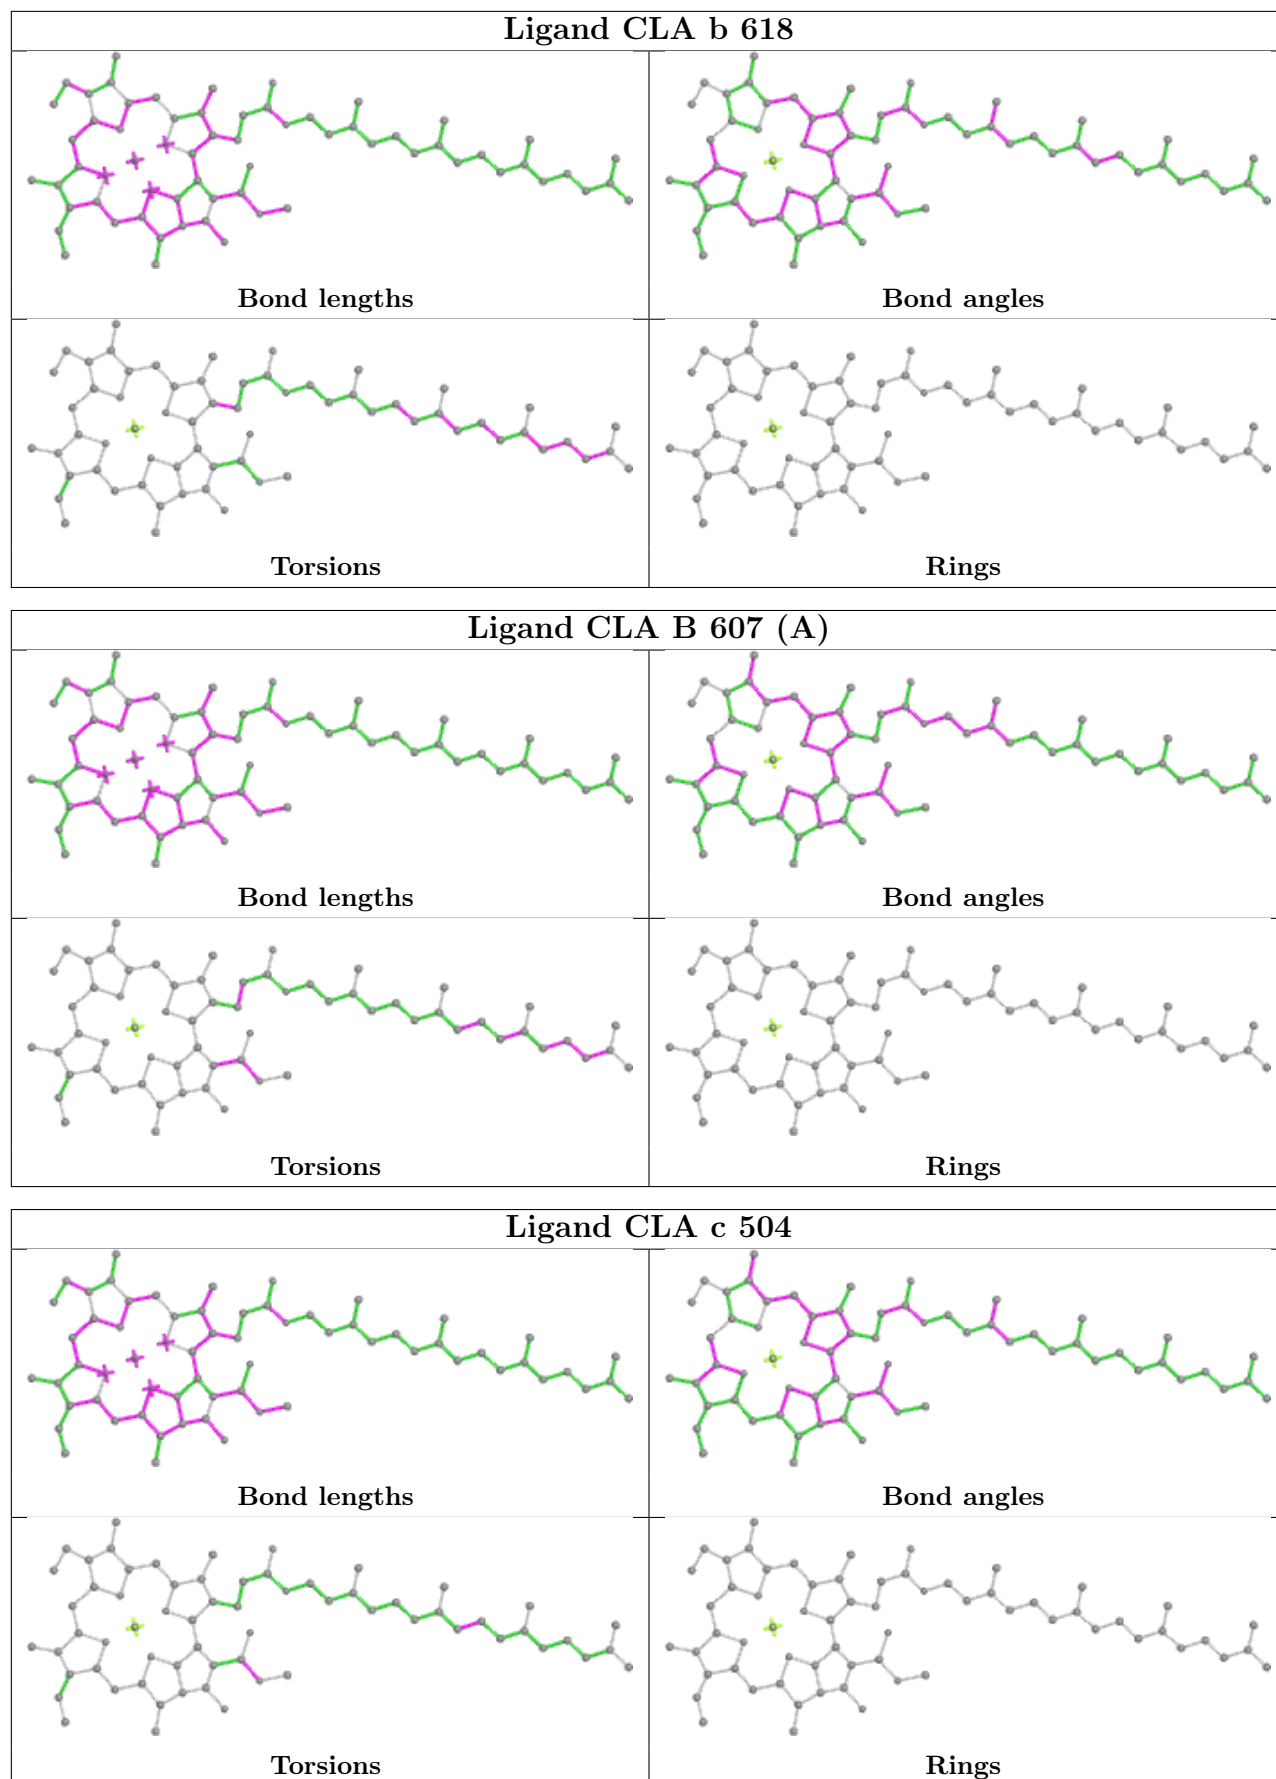 Ligand CLA b 618
Bond lengths
Bond angles
Torsions
Rings
Ligand CLA B 607 (A)
Bond lengths
Bond angles
Torsions
Rings
Ligand CLA c 504
Bond lengths
Bond angles
Torsions
Rings